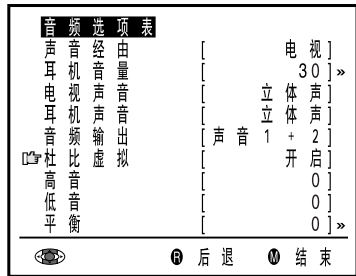 音频选项表
声音经由 [电视]
耳机音量 [30]»
电视声音 [立体声]
耳机声音 [立体声]
音频输出 [声音1+2]
杜比虚拟 [开启]
高音 [0]
低音 [0]
平衡 [0]»
R 后退 M 结束